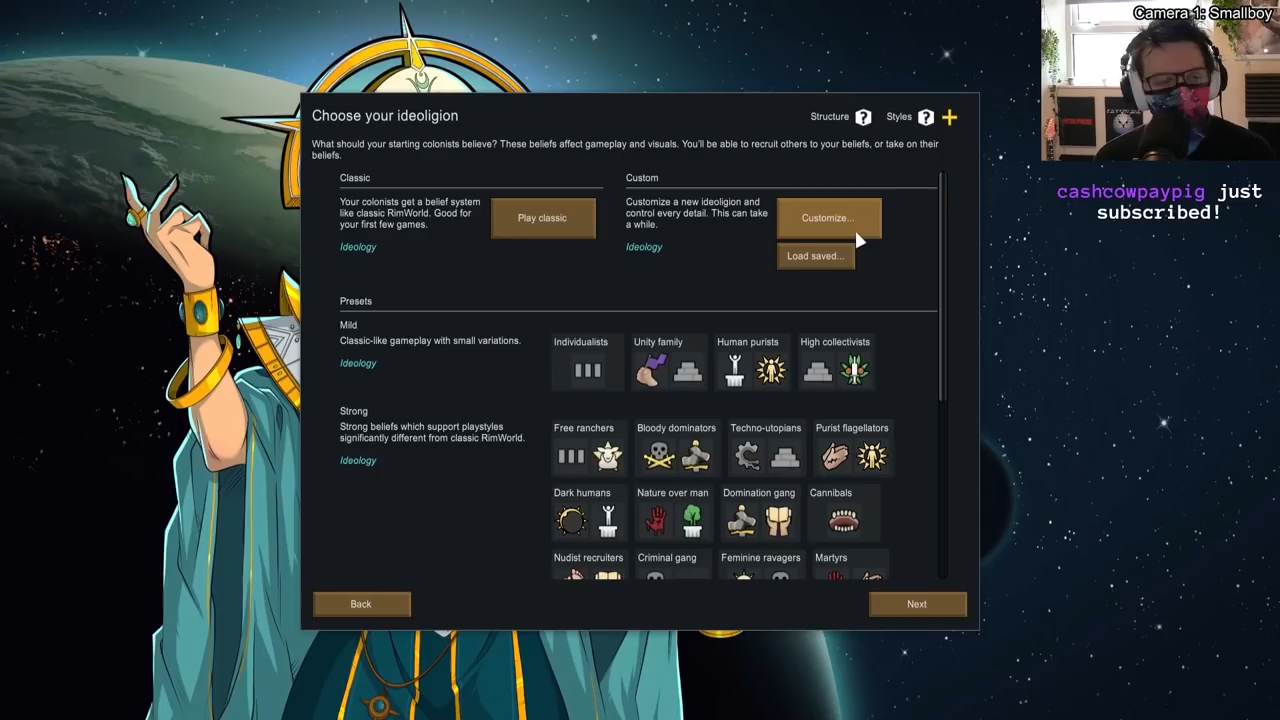 Camera 1: Smallboy
Choose your ideoligion
Structure ?
Styles ? +
What should your starting colonists believe? These beliefs affect gameplay and visuals. You'll be able to recruit others to your beliefs, or take on their
beliefs.
Classic
Your colonists get a belief system
like classic RimWorld. Good for
your first few games.
Play classic
Ideology
Custom
Customize a new ideoligion and
control every detail. This can take
a while.
Customize...
Ideology
Load saved...
cashcowpaypig just
subscribed!
Presets
Mild
Classic-like gameplay with small variations.
Ideology
Individualists
Unity family
Human purists
High collectivists
Strong
Strong beliefs which support playstyles
significantly different from classic RimWorld.
Ideology
Free ranchers
Bloody dominators
Techno-utopians
Purist flagellators
Dark humans
Nature over man
Domination gang
Cannibals
Nudist recruiters
Criminal gang
Feminine ravagers
Martyrs
Back
Next